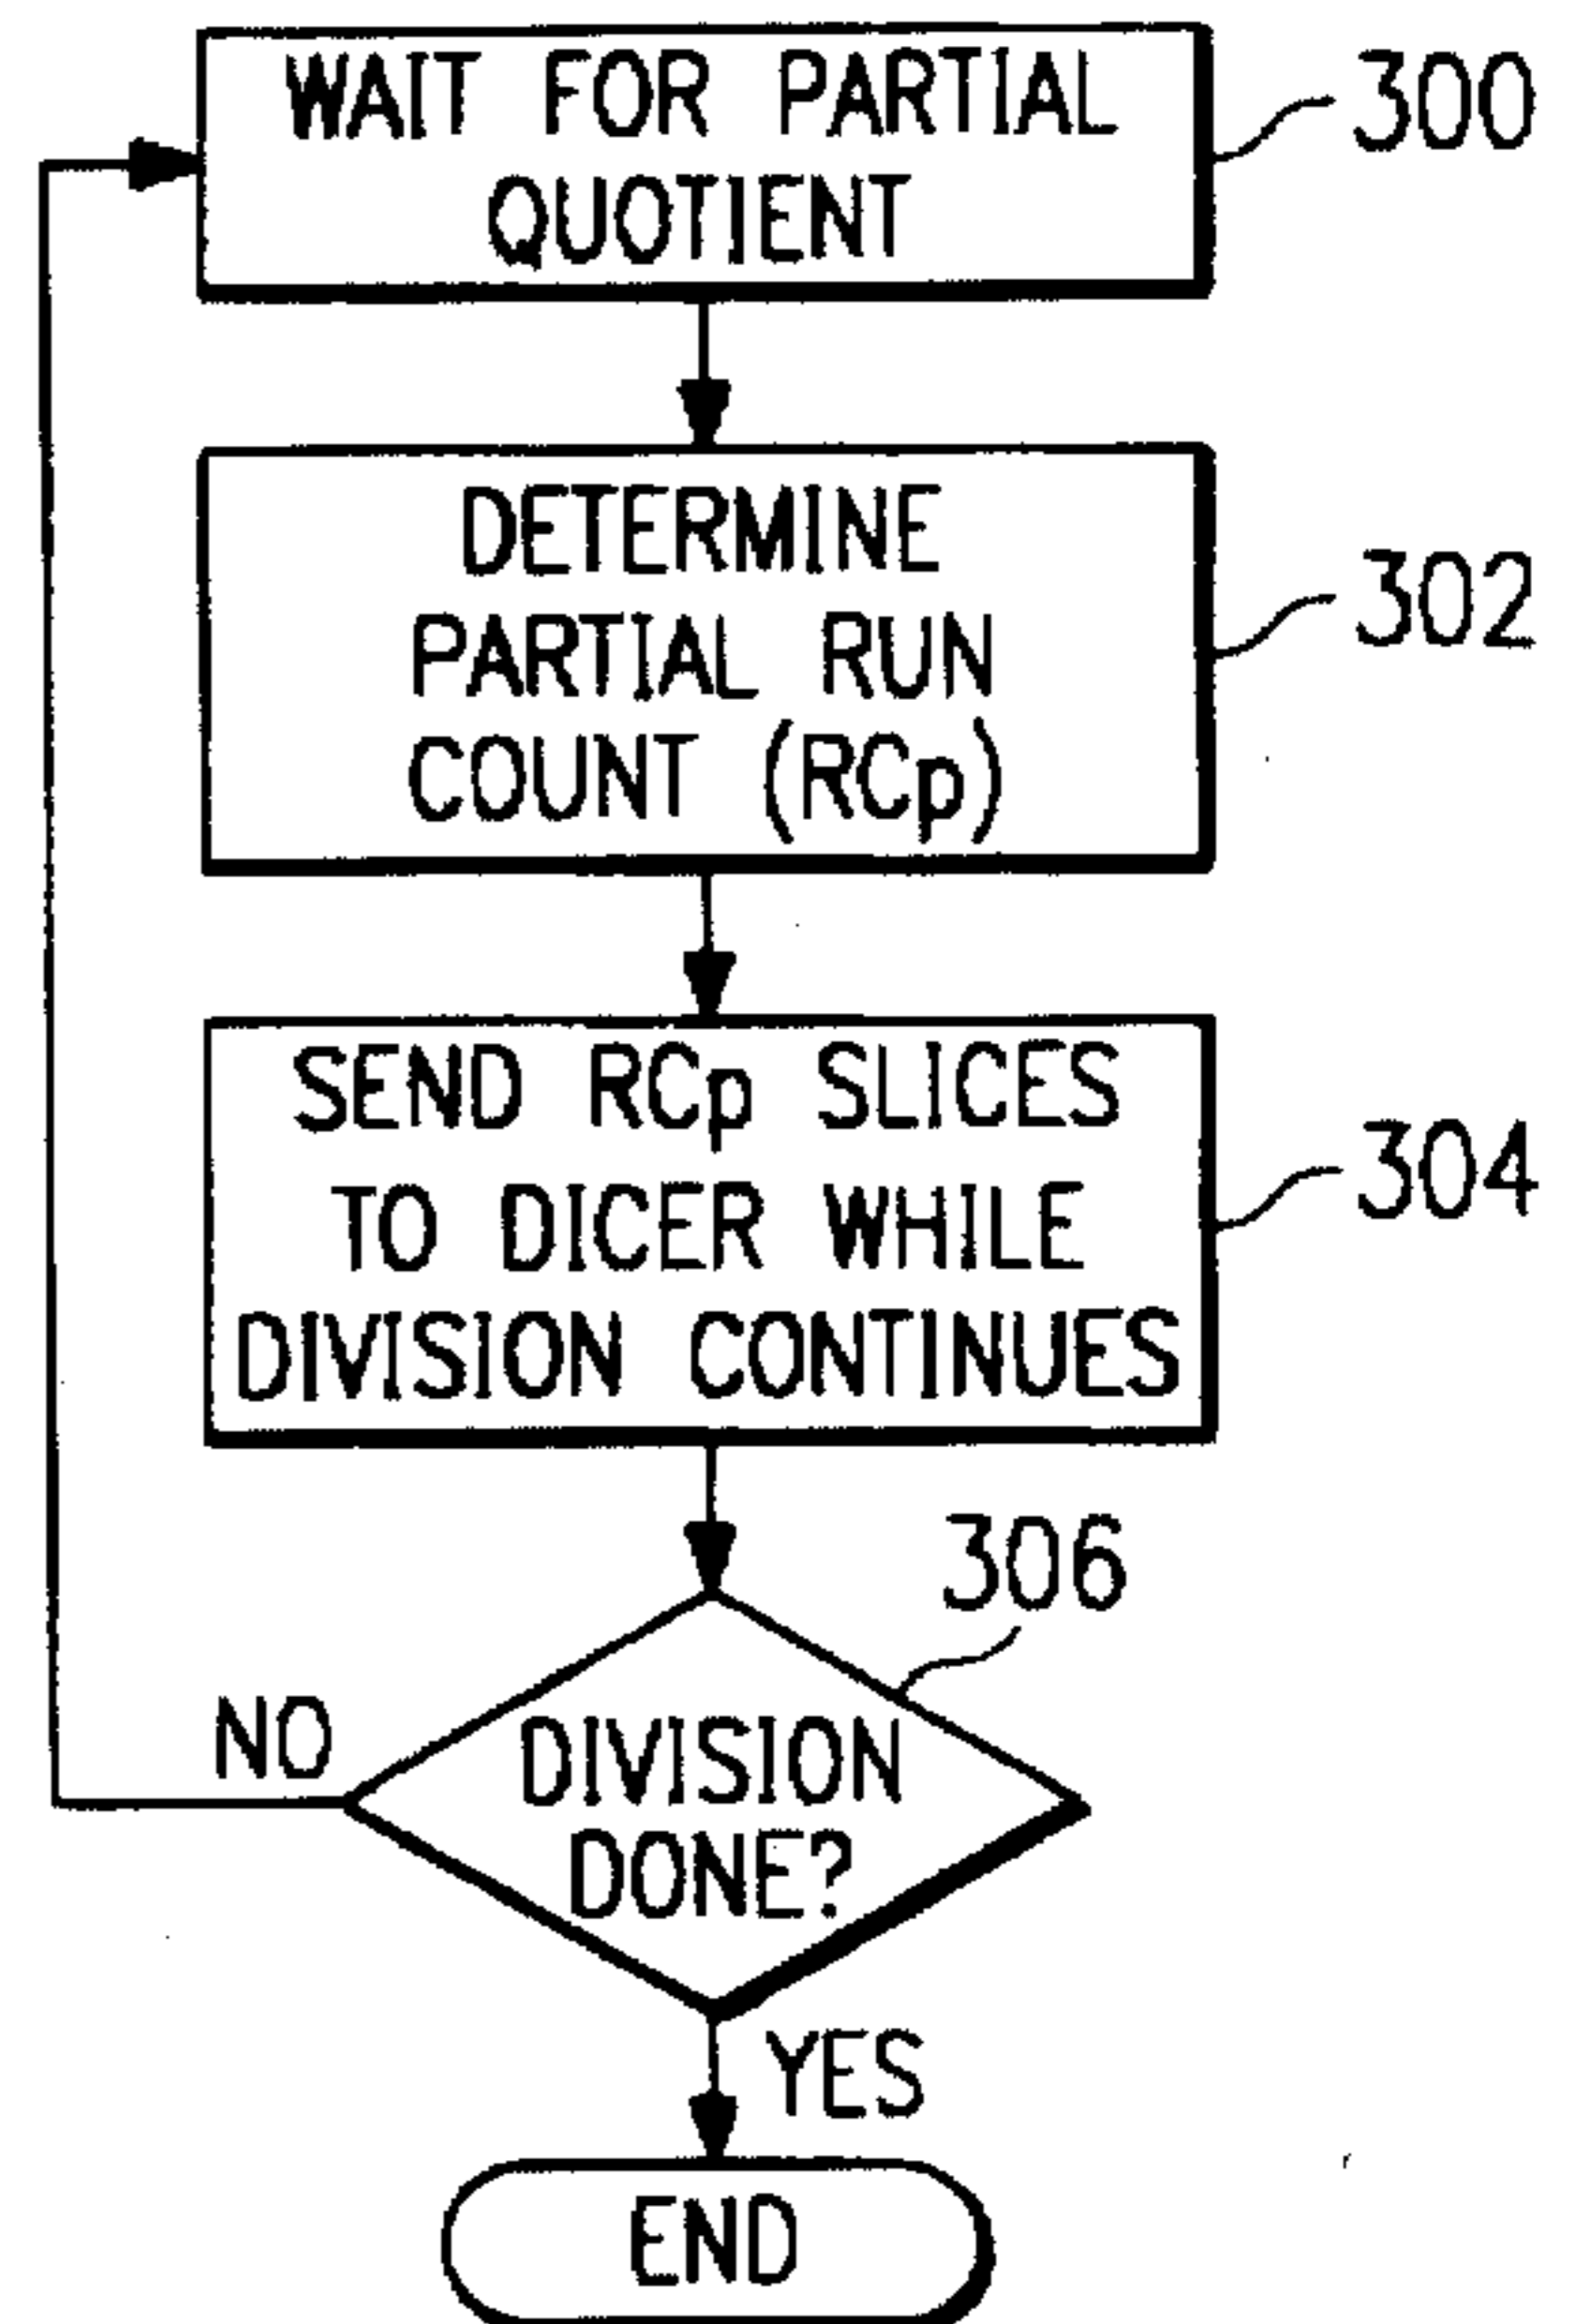 WAIT FOR PARTIAL
QUOTIENT
300
DETERMINE
PARTIAL RUN
COUNT (RCp)
302
SEND RCp SLICES
TO DICER WHILE
DIVISION CONTINUES
304
306
NO
DIVISION
DONE?
YES
END